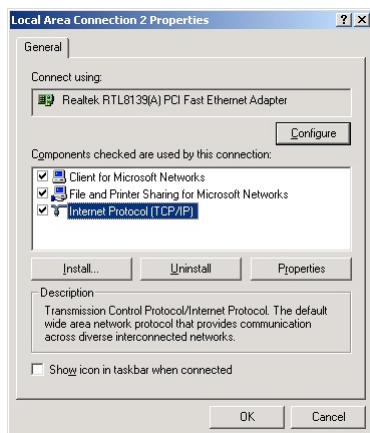 Local Area Connection 2 Properties
General
Connect using:
Realtek RTL8139(A) PCI Fast Ethernet Adapter
Configure
Components checked are used by this connection:
Client for Microsoft Networks
File and Printer Sharing for Microsoft Networks
Internet Protocol (TCP/IP)
Install... Uninstall Properties
Description
Transmission Control Protocol/Internet Protocol. The default
wide area network protocol that provides communication
across diverse interconnected networks.
Show icon in taskbar when connected
OK Cancel